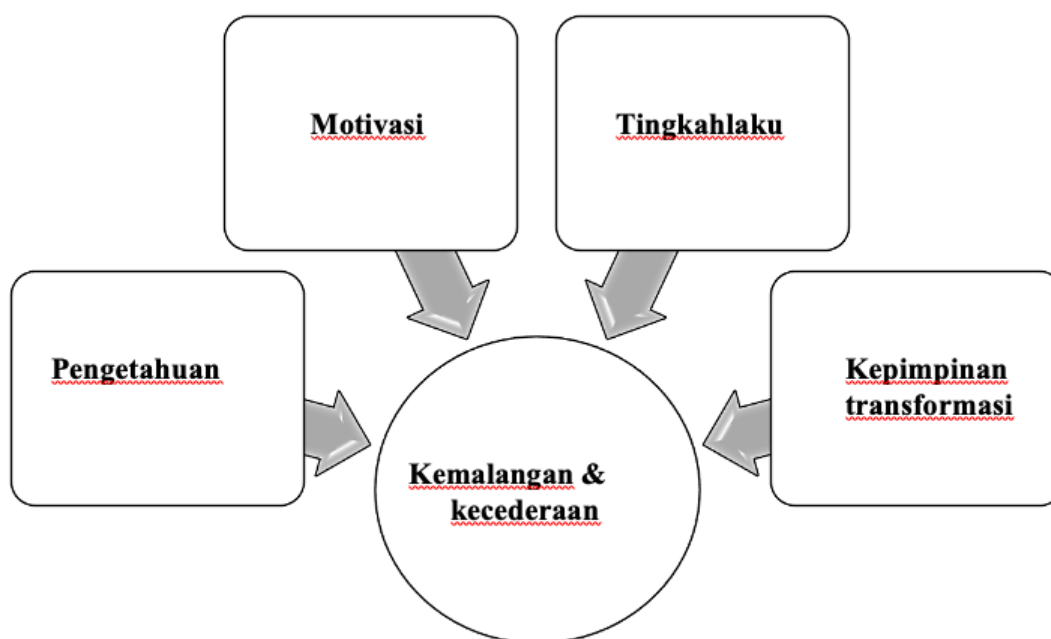 Motivasi
Tingkahlaku
Pengetahuan
Kepimpinan
transformasi
Kemalangan &
kecederaan